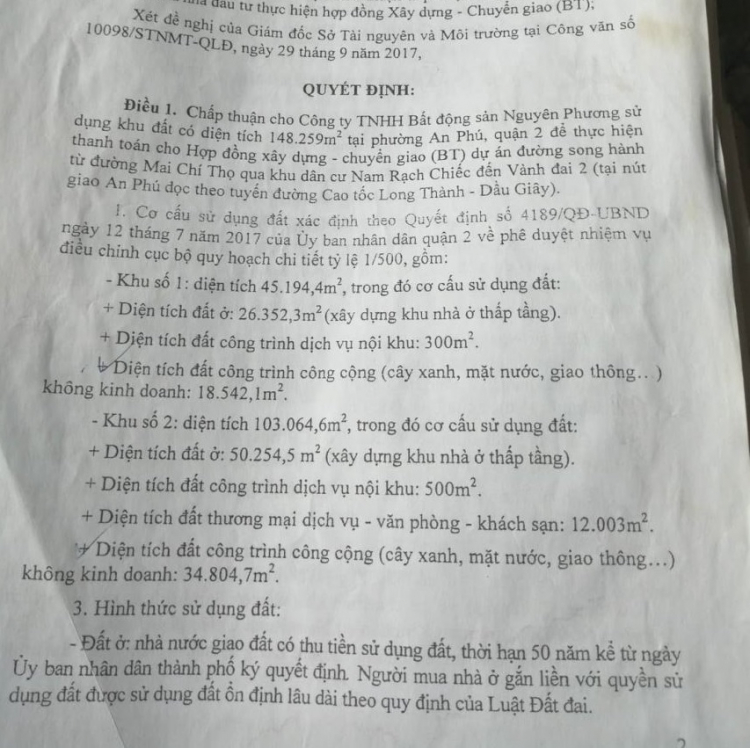 đầu tư thực hiện hợp đồng Xây dựng - Chuyển giao (BT);
Xét đề nghị của Giám đốc Sở Tài nguyên và Môi trường tại Công văn số
10098/STNMT-QLĐ, ngày 29 tháng 9 năm 2017,
QUYẾT ĐỊNH:
Điều 1. Chấp thuận cho Công ty TNHH Bất động sản Nguyên Phương sử
dụng khu đất có diện tích 148.259m² tại phường An Phú, quận 2 để thực hiện
thanh toán cho Hợp đồng xây dựng - chuyển giao (BT) dự án đường song hành
từ đường Mai Chí Thọ qua khu dân cư Nam Rạch Chiếc đến Vành đai 2 (tại nút
giao An Phú dọc theo tuyến đường Cao tốc Long Thành - Dầu Giây).
1. Cơ cấu sử dụng đất xác định theo Quyết định số 4189/QĐ-UBND
ngày 12 tháng 7 năm 2017 của Ủy ban nhân dân quận 2 về phê duyệt nhiệm vụ
điều chỉnh cục bộ quy hoạch chi tiết tỷ lệ 1/500, gồm:
- Khu số 1: diện tích 45.194,4m², trong đó cơ cấu sử dụng đất:
+ Diện tích đất ở: 26.352,3m² (xây dựng khu nhà ở thấp tầng).
+ Diện tích đất công trình dịch vụ nội khu: 300m².
+ Diện tích đất công trình công cộng (cây xanh, mặt nước, giao thông…)
không kinh doanh: 18.542,1m².
- Khu số 2: diện tích 103.064,6m², trong đó cơ cấu sử dụng đất:
+ Diện tích đất ở: 50.254,5 m² (xây dựng khu nhà ở thấp tầng).
+ Diện tích đất công trình dịch vụ nội khu: 500m².
+ Diện tích đất thương mại dịch vụ - văn phòng - khách sạn: 12.003m².
+ Diện tích đất công trình công cộng (cây xanh, mặt nước, giao thông…)
không kinh doanh: 34.804,7m².
3. Hình thức sử dụng đất:
- Đất ở: nhà nước giao đất có thu tiền sử dụng đất, thời hạn 50 năm kể từ ngày
Ủy ban nhân dân thành phố ký quyết định. Người mua nhà ở gắn liền với quyền sử
dụng đất được sử dụng đất ổn định lâu dài theo quy định của Luật Đất đai.